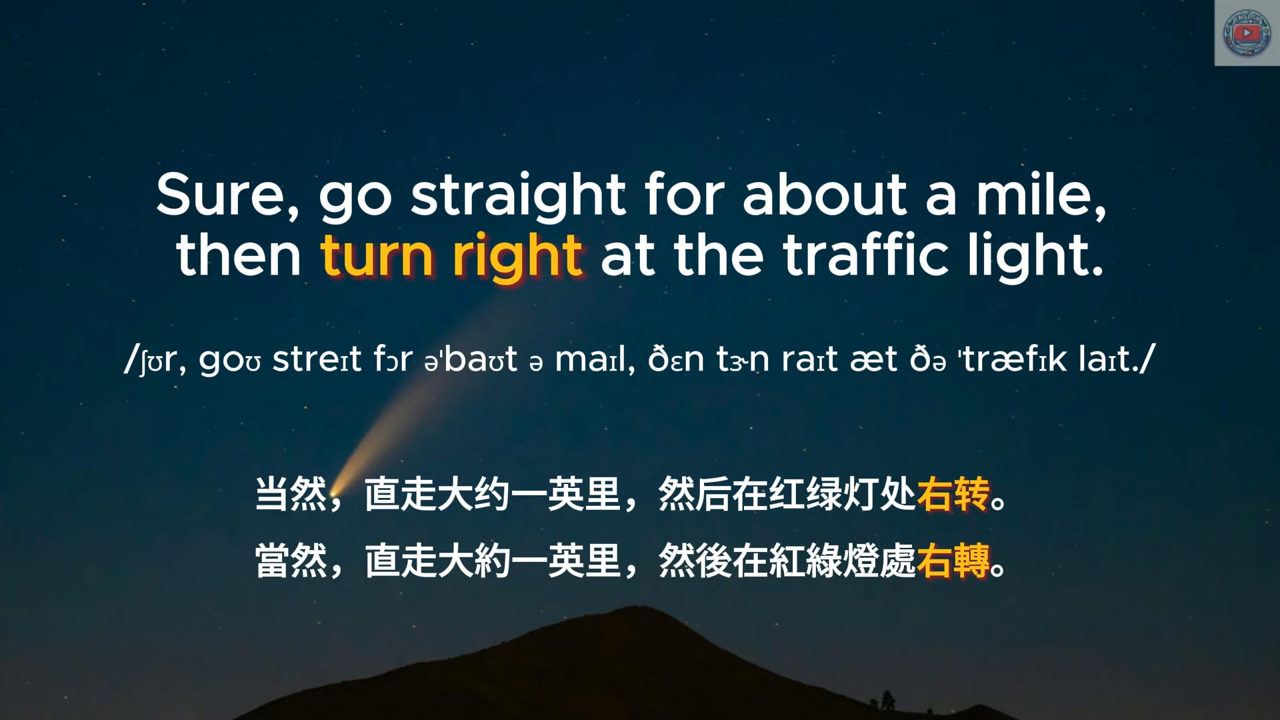 Sure, go straight for about a mile,
then turn right at the traffic light.
/ʃʊr, goʊ streɪt fɔr ə'baʊt ə maɪl, ðɛn tɝn raɪt æt ðə 'træfɪk laɪt./
当然，直走大约一英里，然后在红绿灯处右转。
當然，直走大約一英里，然後在紅綠燈處右轉。